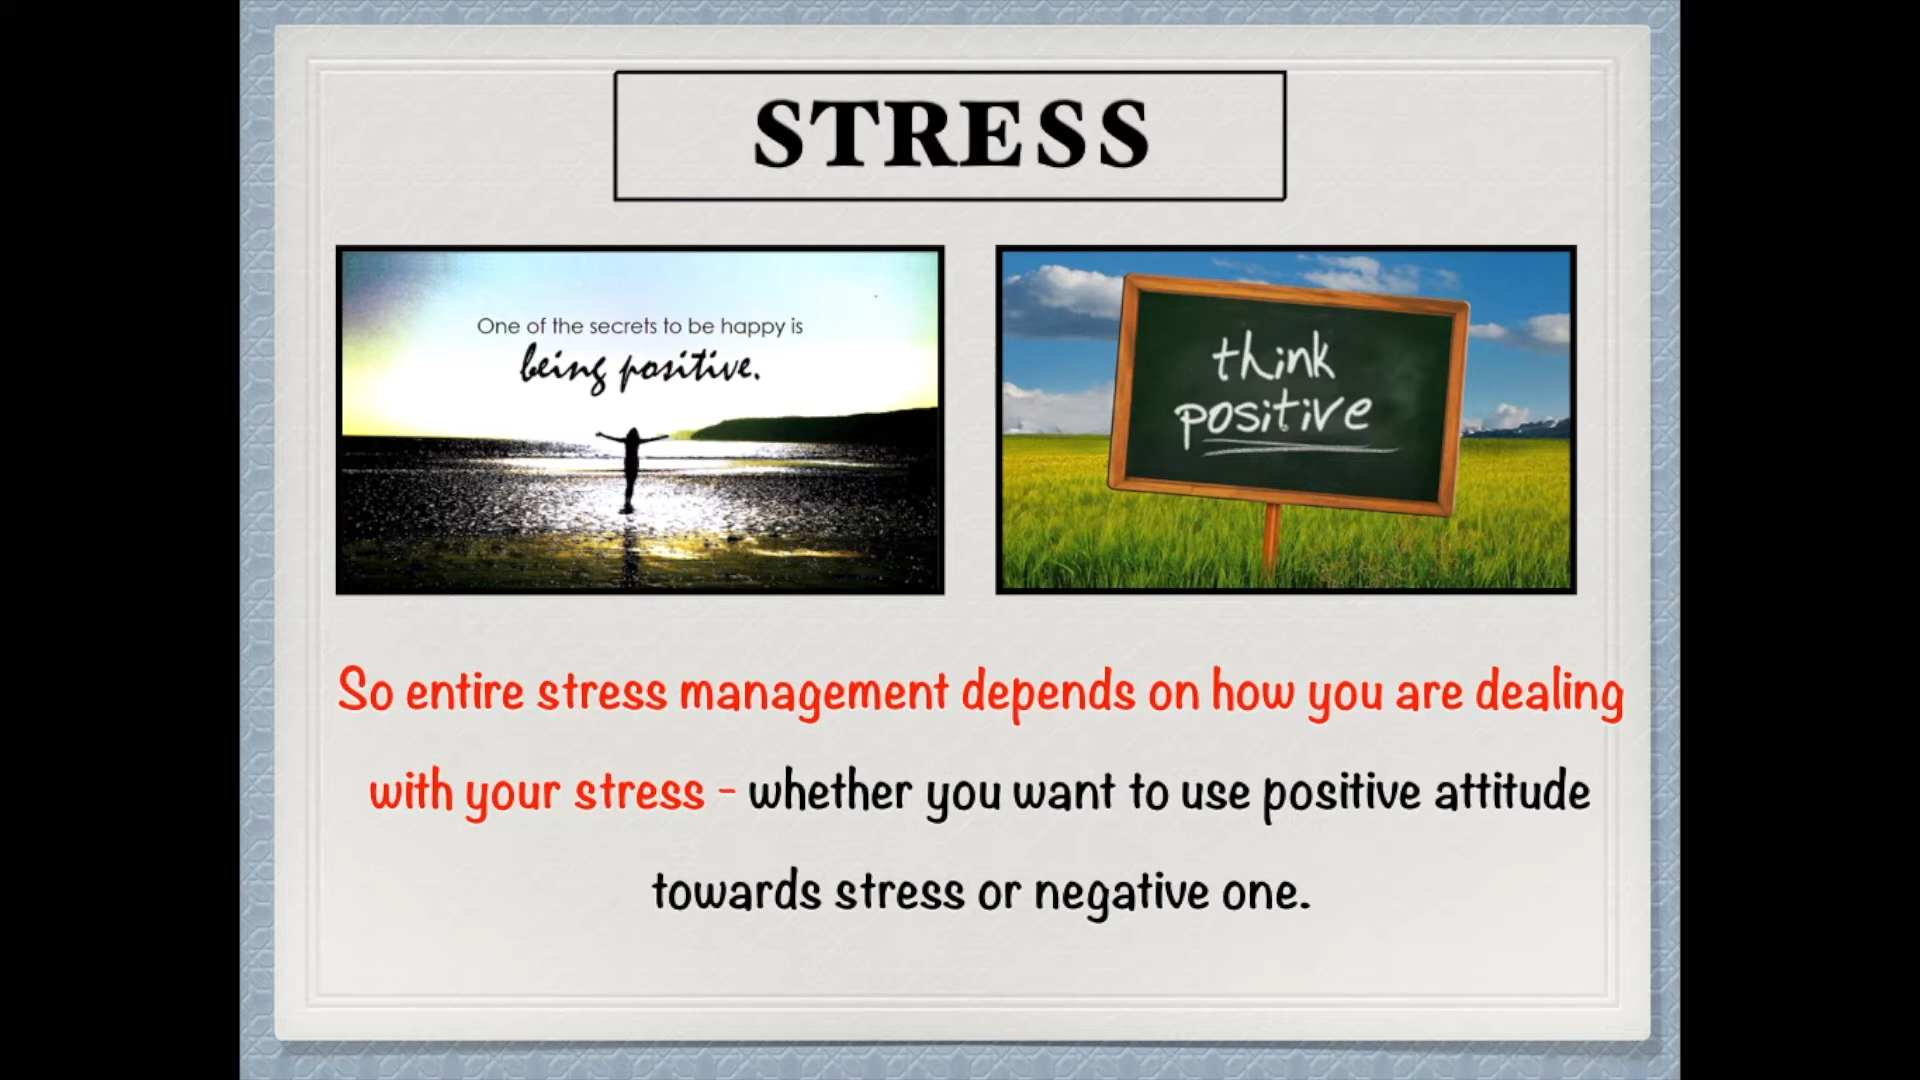 STRESS
One of the secrets to be happy is
being positive.
think
positive
So entire stress management depends on how you are dealing
with your stress - whether you want to use positive attitude
towards stress or negative one.